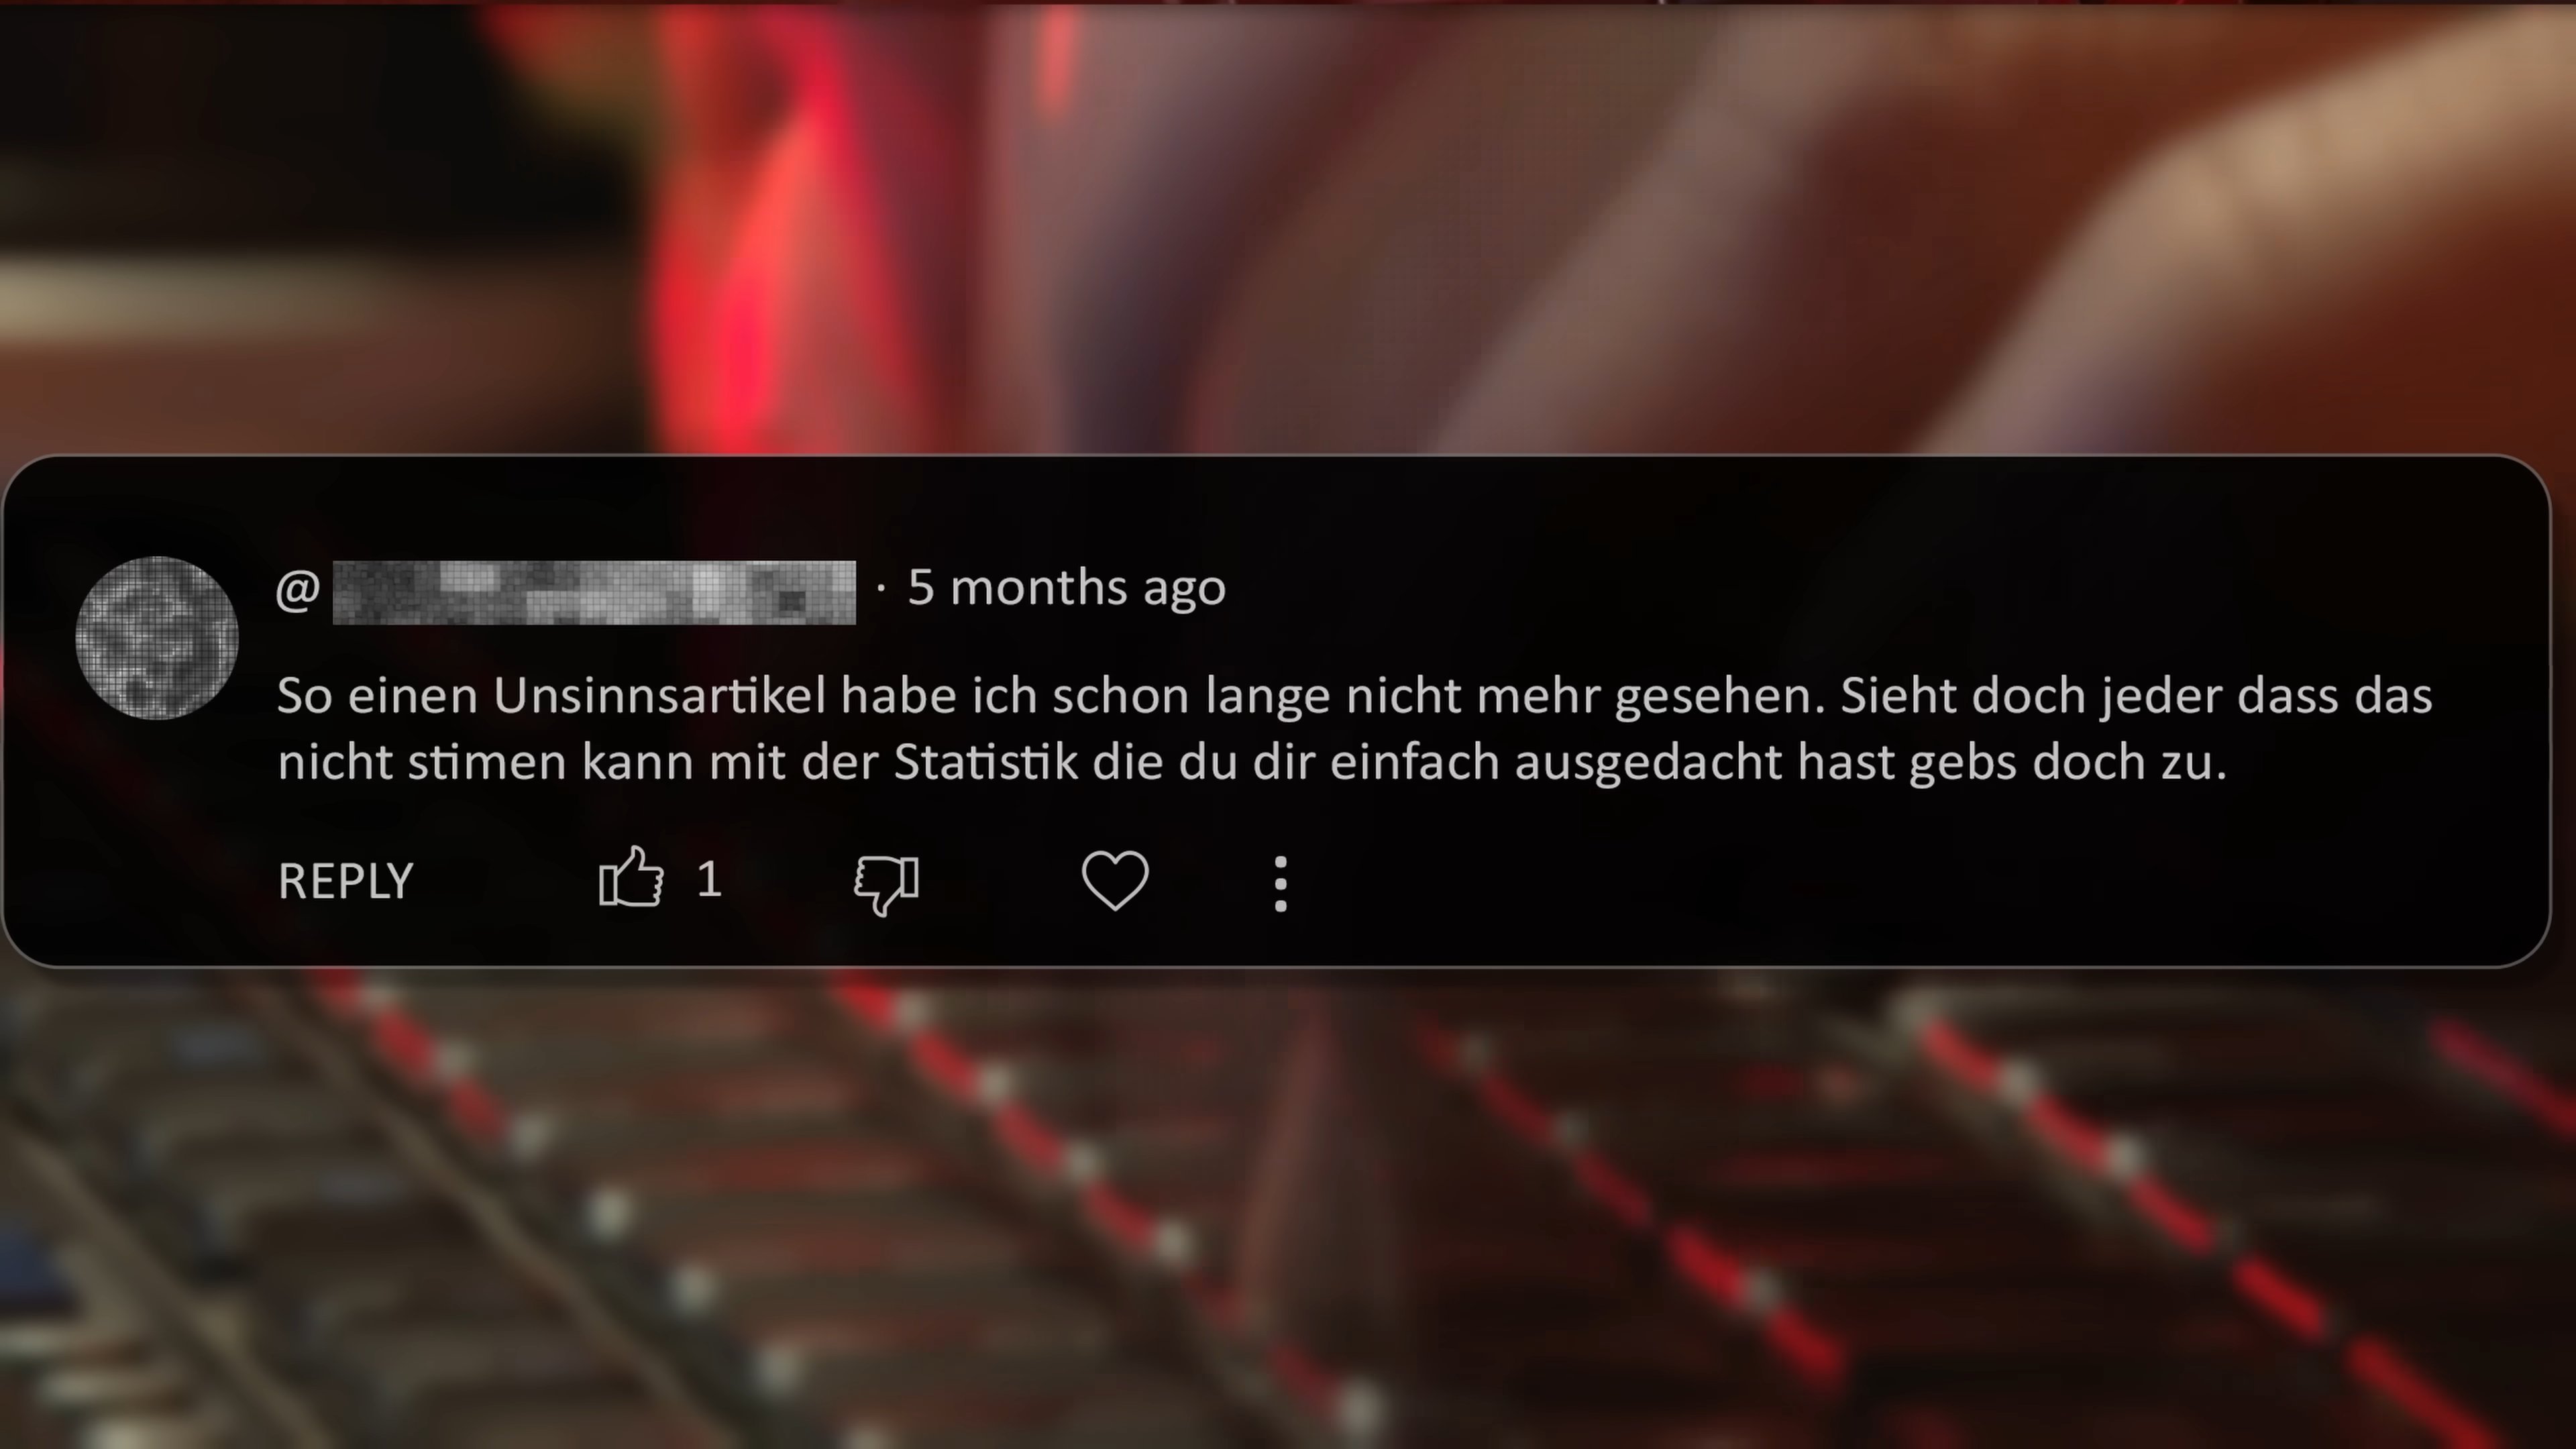 @ · 5 months ago
So einen Unsinnsartikel habe ich schon lange nicht mehr gesehen. Sieht doch jeder dass das
nicht stimen kann mit der Statistik die du dir einfach ausgedacht hast gebs doch zu.
REPLY 1